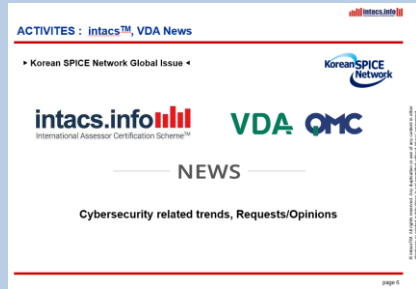 intacs.info
ACTIVITES : intacs™, VDA News
▸ Korean SPICE Network Global Issue ◂
Korean SPICE
Network
intacs.info
International Assessor Certification Scheme™
VDA QMC
NEWS
Cybersecurity related trends, Requests/Opinions
page 6